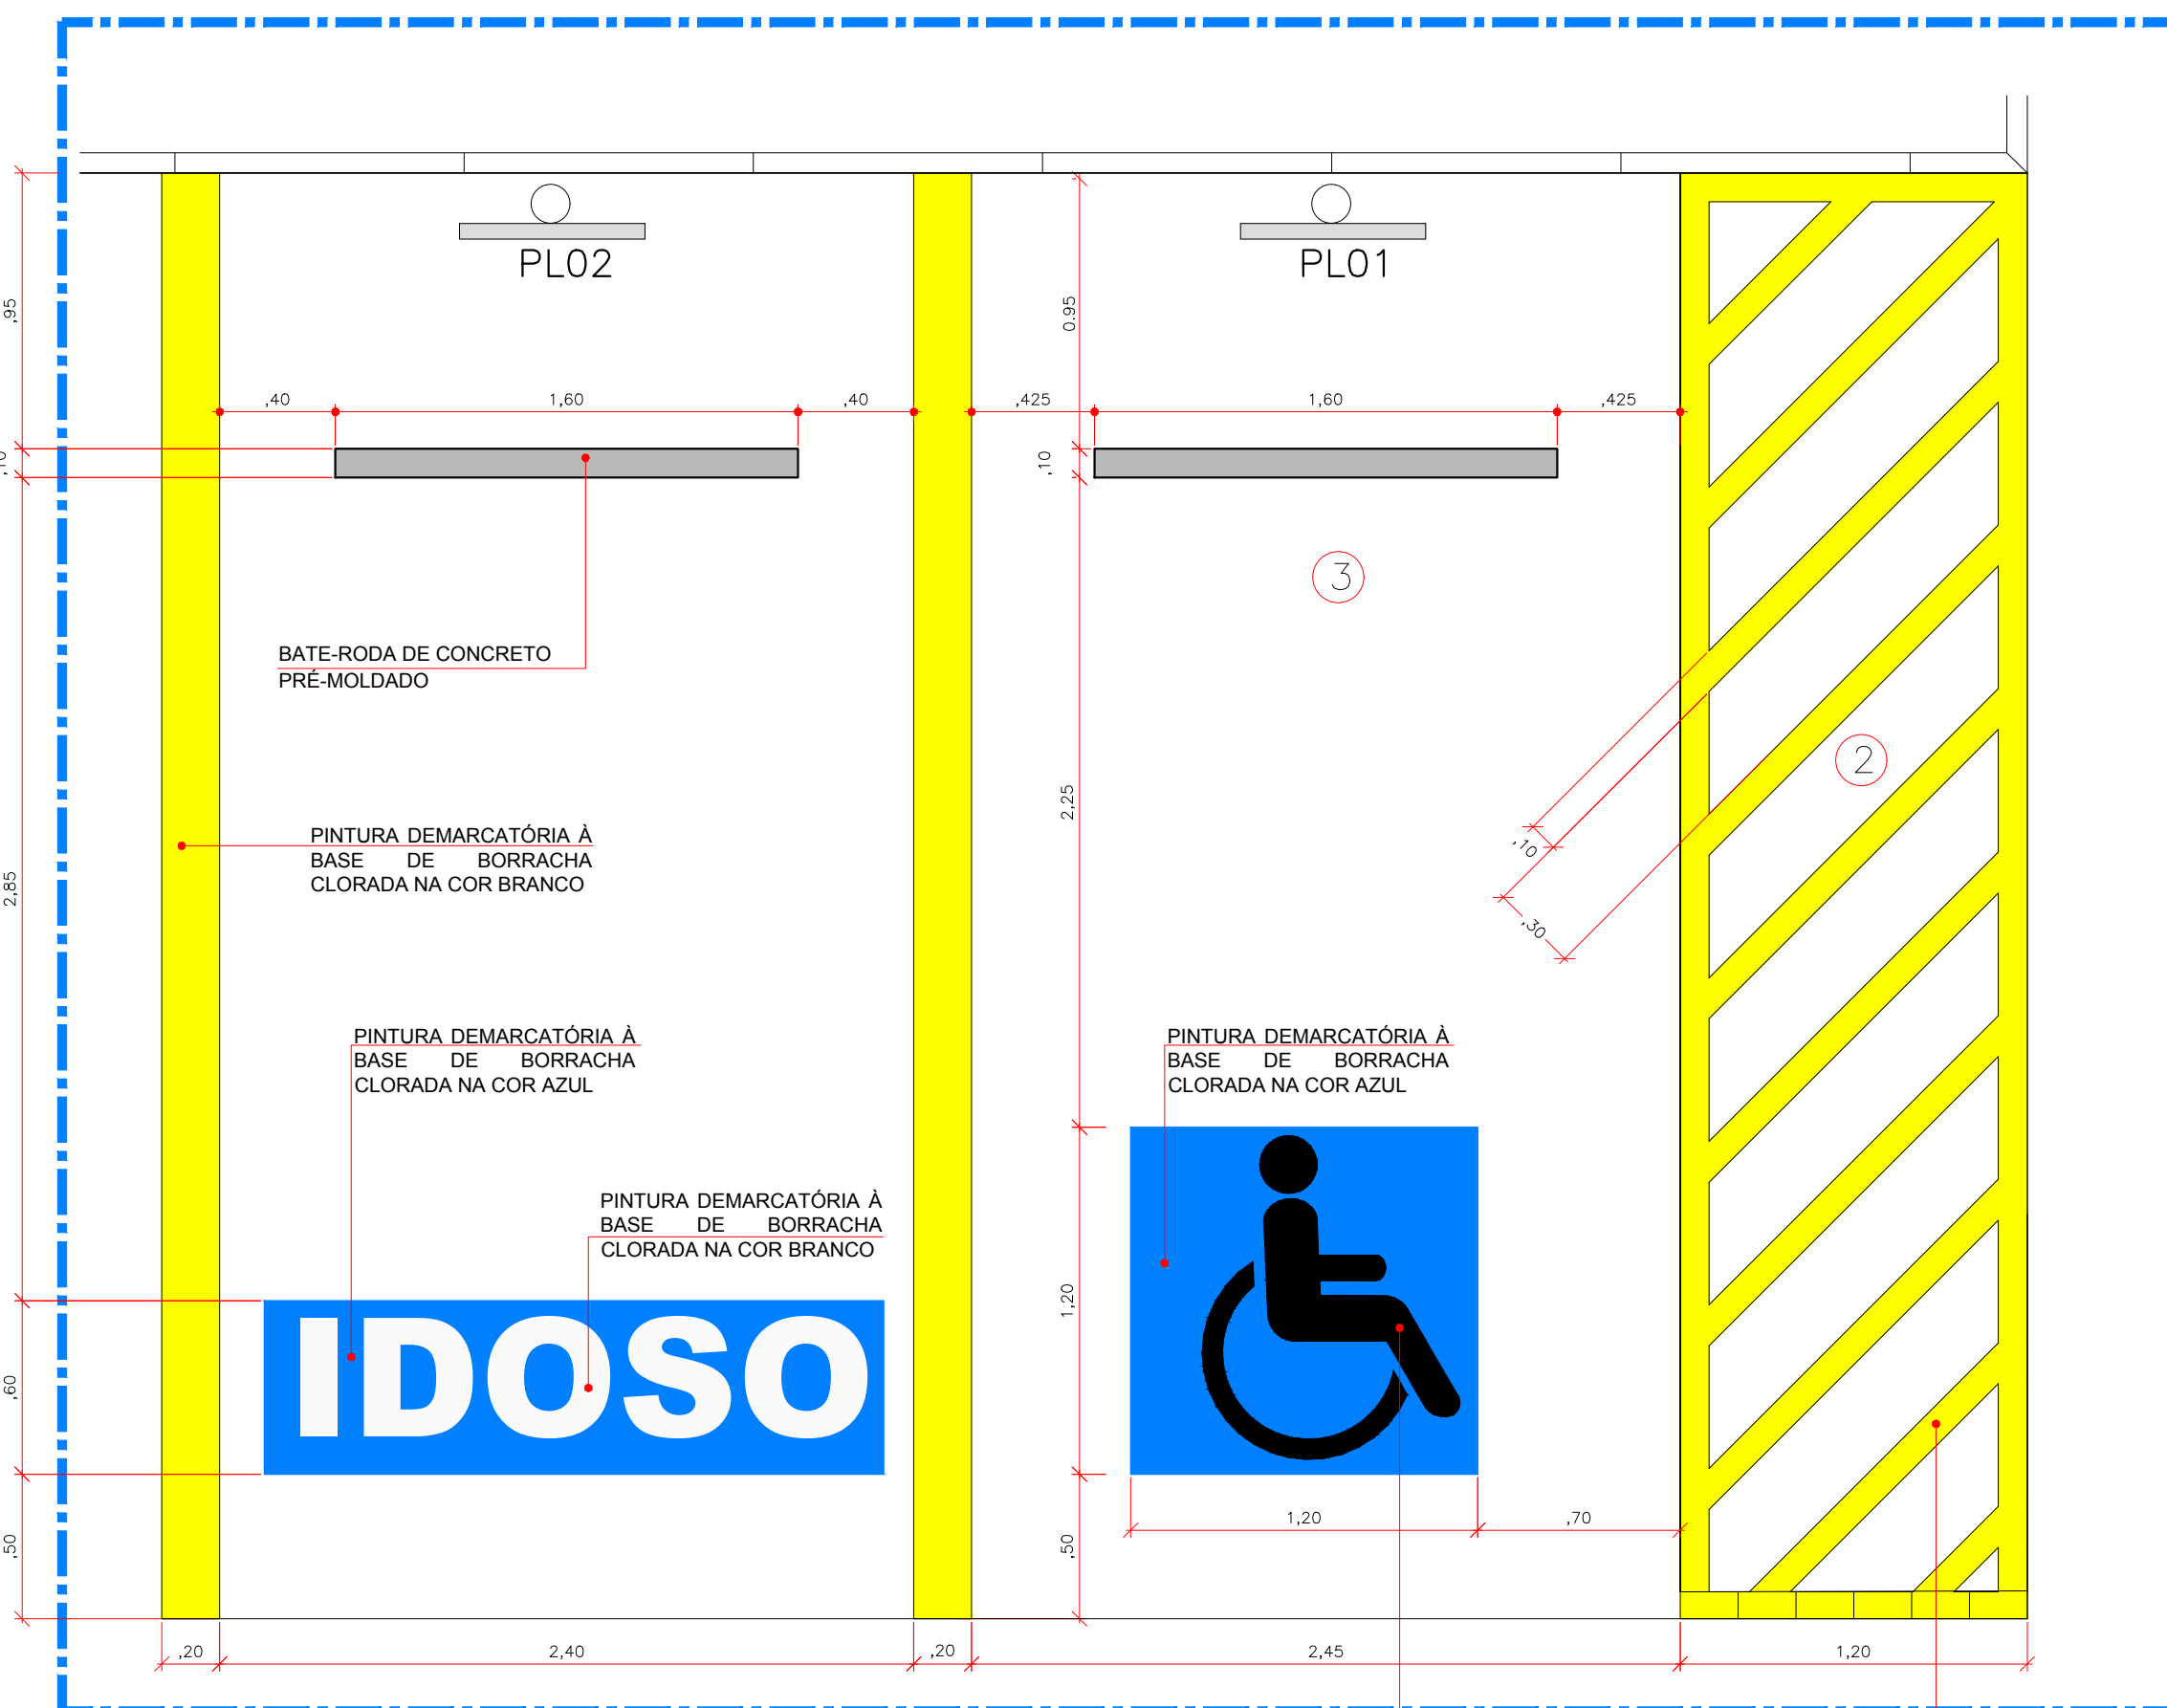 PL02
PL01
,95
0.95
,40
1,60
,40
,425
1,60
,425
,10
,10
3
BATE-RODA DE CONCRETO
PRÉ-MOLDADO
2
2,25
,10
PINTURA DEMARCATÓRIA À
BASE DE BORRACHA
CLORADA NA COR BRANCO
2,85
,30
PINTURA DEMARCATÓRIA À
BASE DE BORRACHA
CLORADA NA COR AZUL
PINTURA DEMARCATÓRIA À
BASE DE BORRACHA
CLORADA NA COR AZUL
PINTURA DEMARCATÓRIA À
BASE DE BORRACHA
CLORADA NA COR BRANCO
1,20
IDOSO
,60
1,20
,70
,50
,50
,20
2,40
,20
2,45
1,20